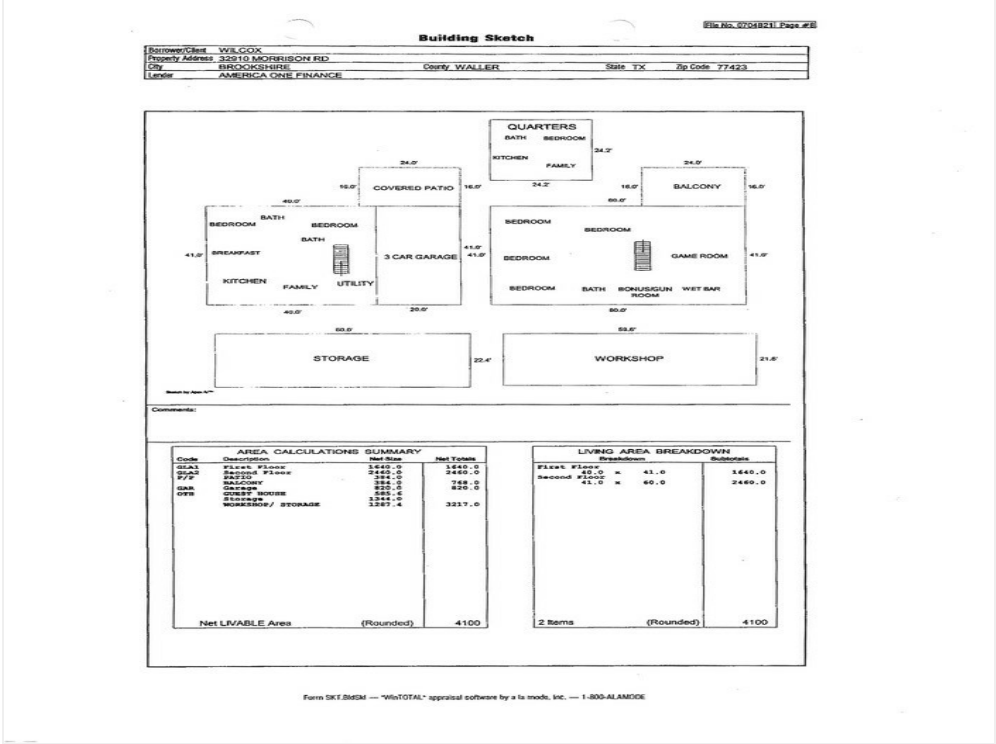 File No. 0704821 Page #8
Building Sketch
Borrower/Client WILCOX
Property Address 32910 MORRISON RD
City BROOKSHIRE County WALLER State TX Zip Code 77423
Lender AMERICA ONE FINANCE
QUARTERS
BATH BEDROOM
KITCHEN
FAMILY
24.2'
24.2'
24.0'
16.0' COVERED PATIO 16.0'
24.0'
16.0' BALCONY 16.0'
40.0'
BATH
BEDROOM BEDROOM
BATH
41.0' BREAKFAST
KITCHEN FAMILY UTILITY
3 CAR GARAGE
41.0'
41.0'
40.0' 20.0'
60.0'
BEDROOM
BEDROOM
BEDROOM GAME ROOM 41.0'
BEDROOM BATH BONUS/GUN ROOM WET BAR
60.0'
STORAGE 22.4'
WORKSHOP 21.6'
Comments:
AREA CALCULATIONS SUMMARY
Code Description Net Size Net Totals
GLA1 First Floor 1640.0 1640.0
GLA2 Second Floor 2460.0 2460.0
P/P PATIO 384.0
BALCONY 384.0 768.0
GAR Garage 820.0 820.0
OTH GUEST HOUSE 585.6
Storage 1344.0
WORKSHOP/ STORAGE 1287.4 3217.0
Net LIVABLE Area (Rounded) 4100
LIVING AREA BREAKDOWN
Breakdown Subtotals
First Floor
40.0 x 41.0 1640.0
Second Floor
41.0 x 60.0 2460.0
2 Items (Rounded) 4100
Form SKT.BldSkI — "WinTOTAL" appraisal software by a la mode, inc. — 1-800-ALAMODE